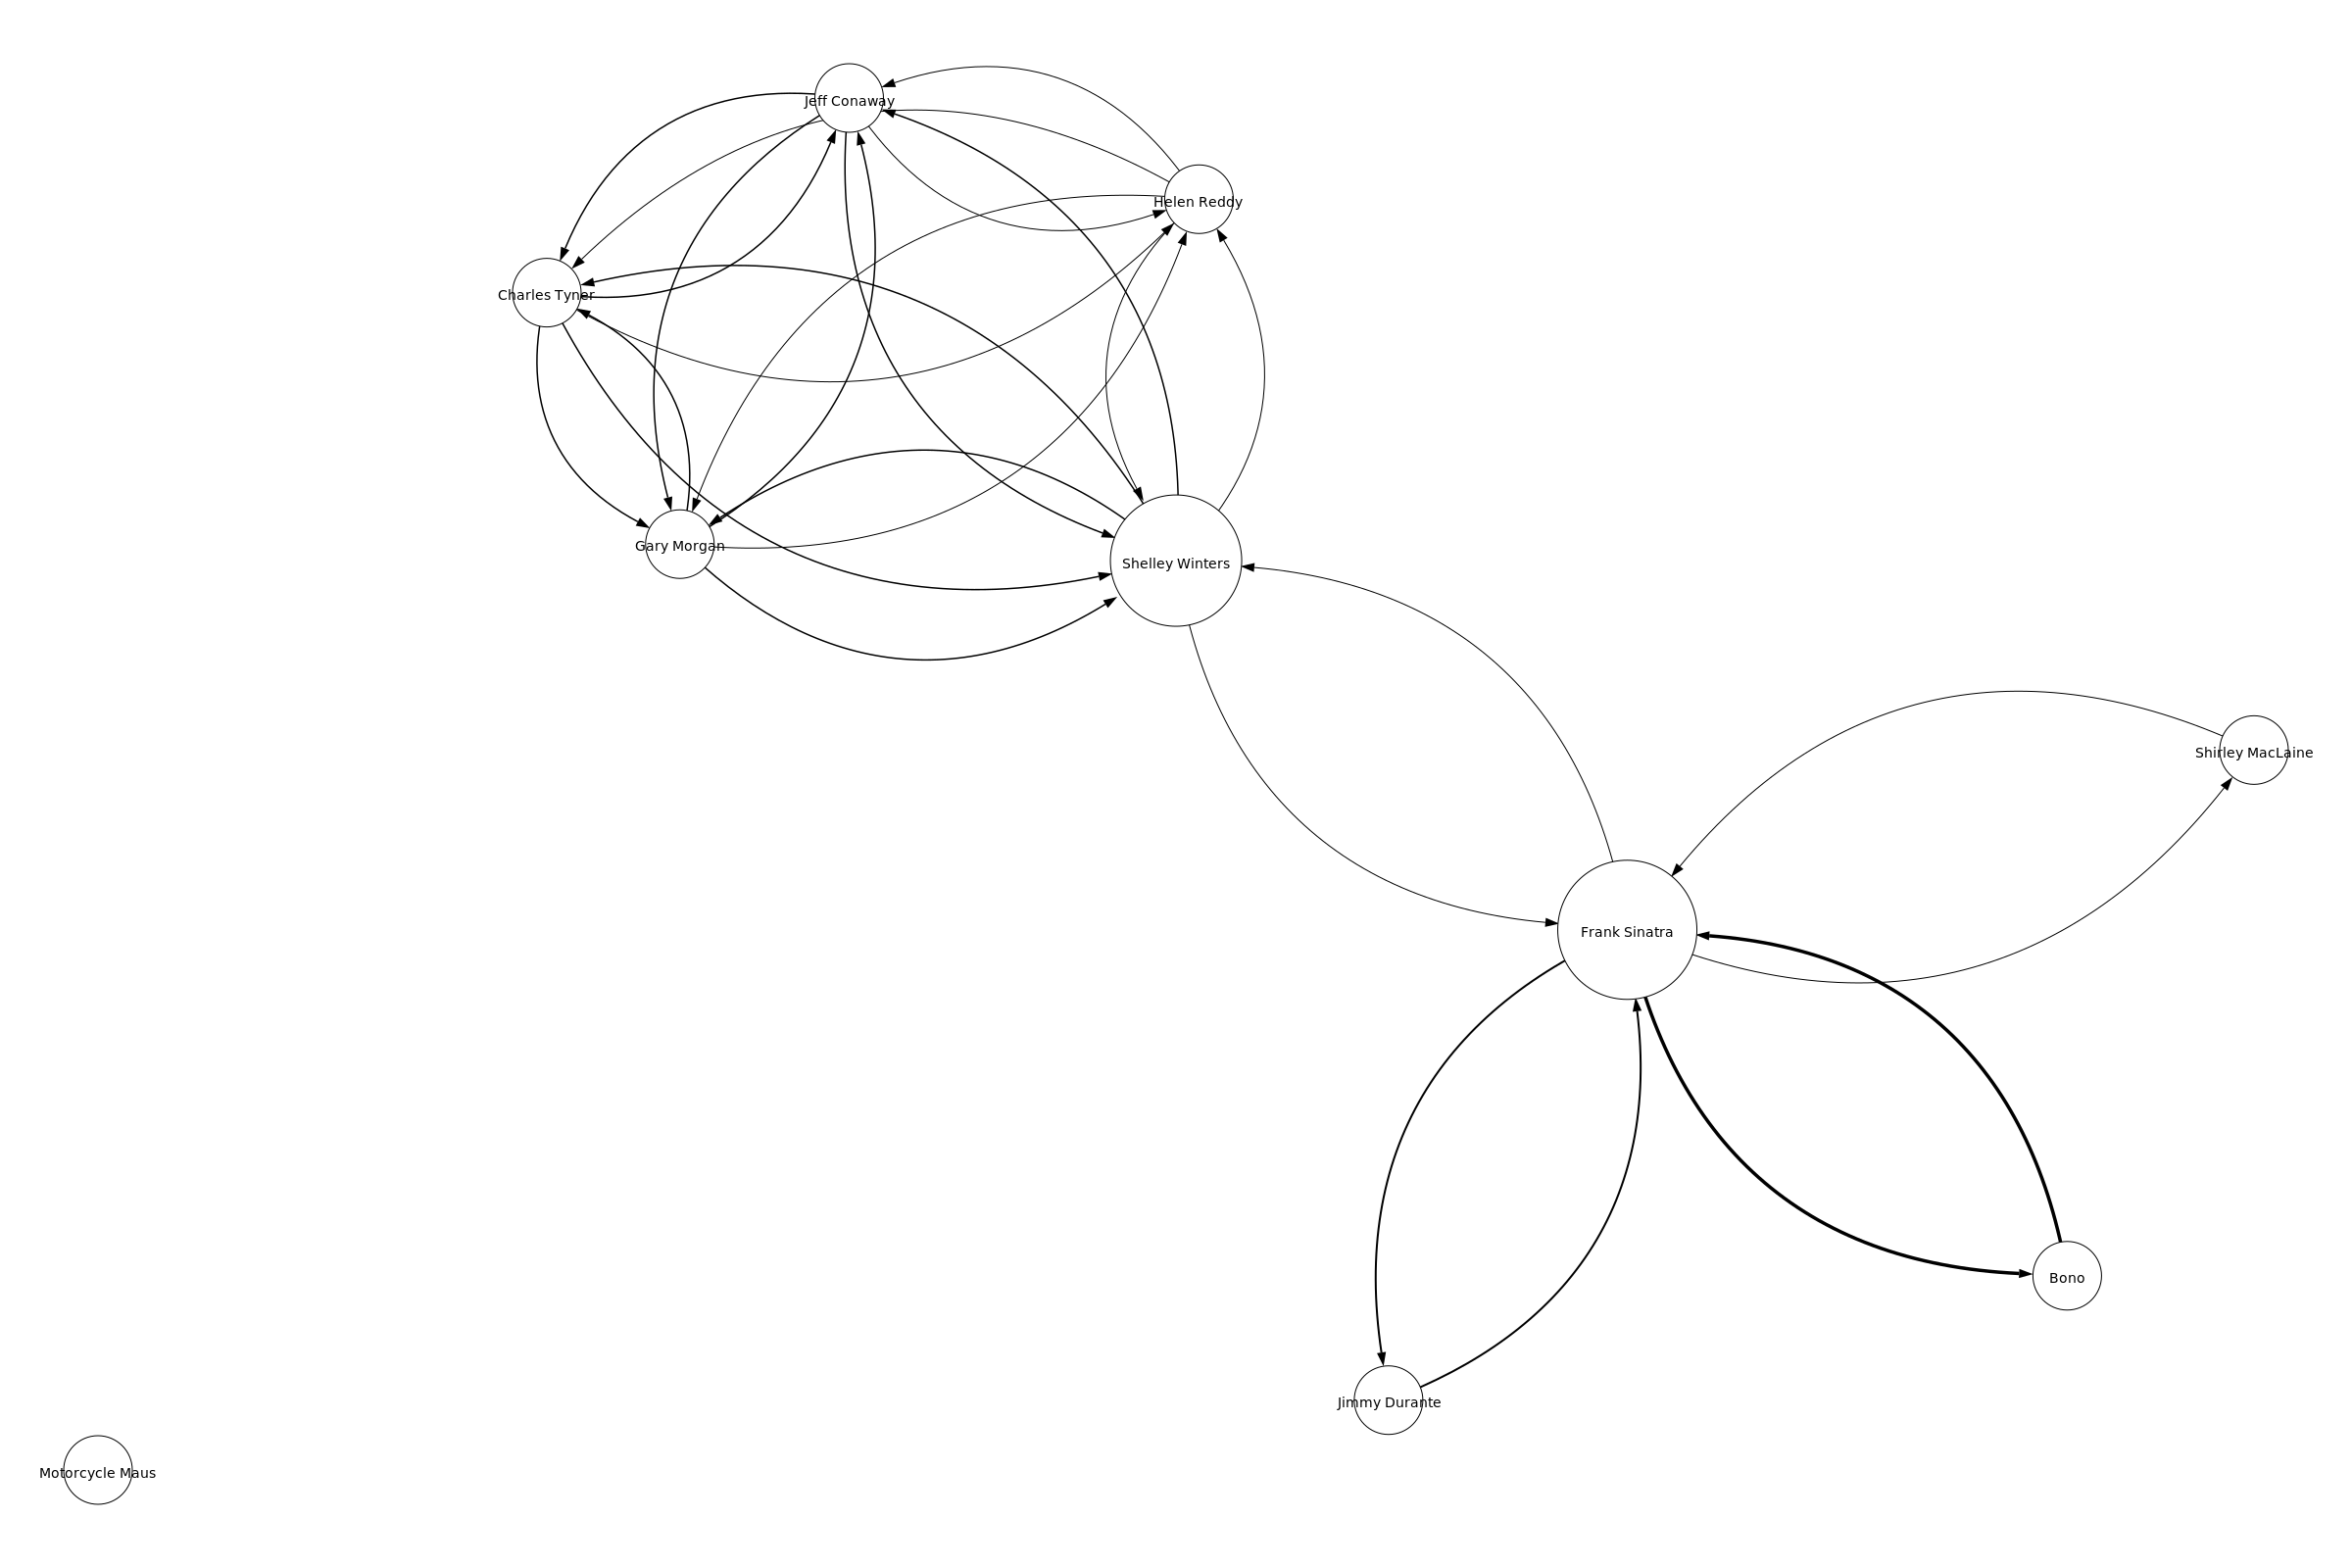 Jeff Conaway
Helen Reddy
Charles Tyner
Gary Morgan
Shelley Winters
Shirley MacLaine
Frank Sinatra
Bono
Jimmy Durante
Motorcycle Maus